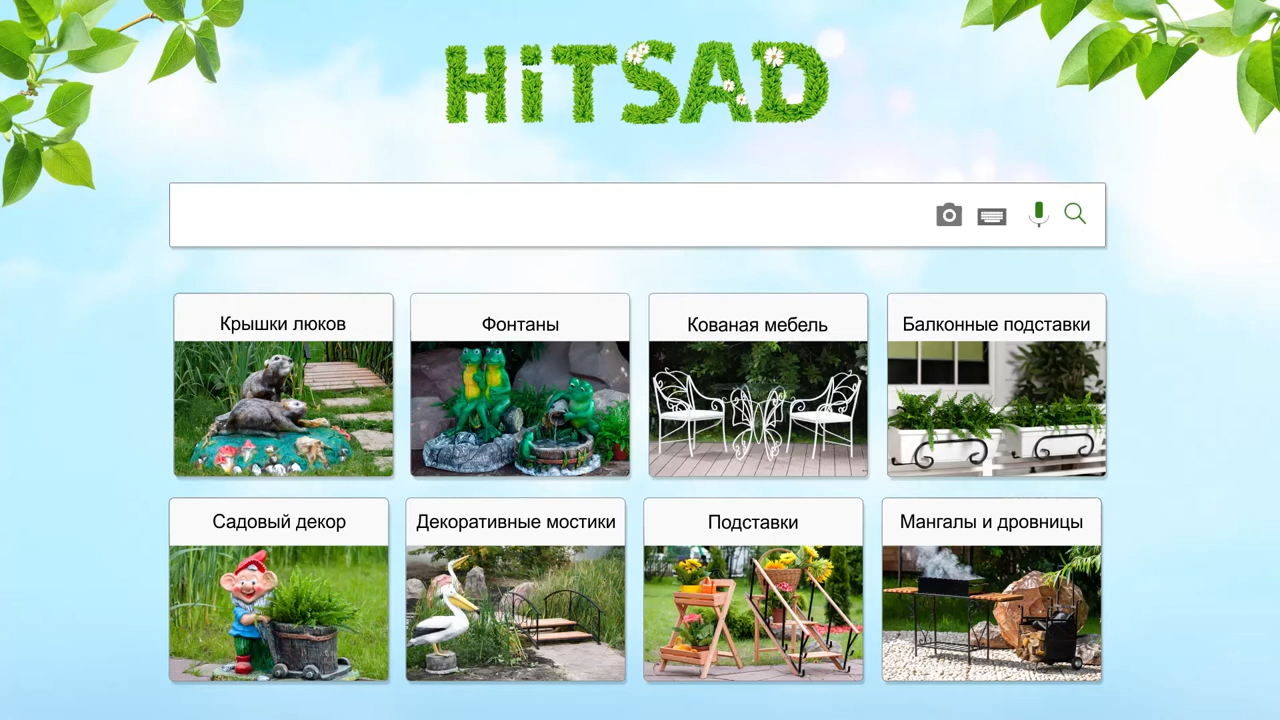 HiTSAD
Крышки люков
Фонтаны
Кованая мебель
Балконные подставки
Садовый декор
Декоративные мостики
Подставки
Мангалы и дровницы